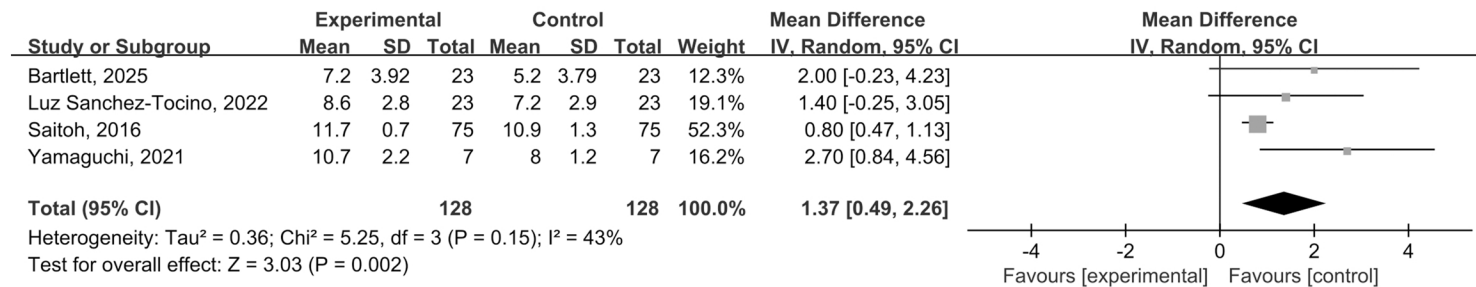 Experimental Control Mean Difference Mean Difference
Study or Subgroup Mean SD Total Mean SD Total Weight IV, Random, 95% CI IV, Random, 95% CI
Bartlett, 2025 7.2 3.92 23 5.2 3.79 23 12.3% 2.00 [-0.23, 4.23]
Luz Sanchez-Tocino, 2022 8.6 2.8 23 7.2 2.9 23 19.1% 1.40 [-0.25, 3.05]
Saitoh, 2016 11.7 0.7 75 10.9 1.3 75 52.3% 0.80 [0.47, 1.13]
Yamaguchi, 2021 10.7 2.2 7 8 1.2 7 16.2% 2.70 [0.84, 4.56]
Total (95% CI) 128 128 100.0% 1.37 [0.49, 2.26]
Heterogeneity: Tau² = 0.36; Chi² = 5.25, df = 3 (P = 0.15); I² = 43%
Test for overall effect: Z = 3.03 (P = 0.002)
-4 -2 0 2 4
Favours [experimental] Favours [control]